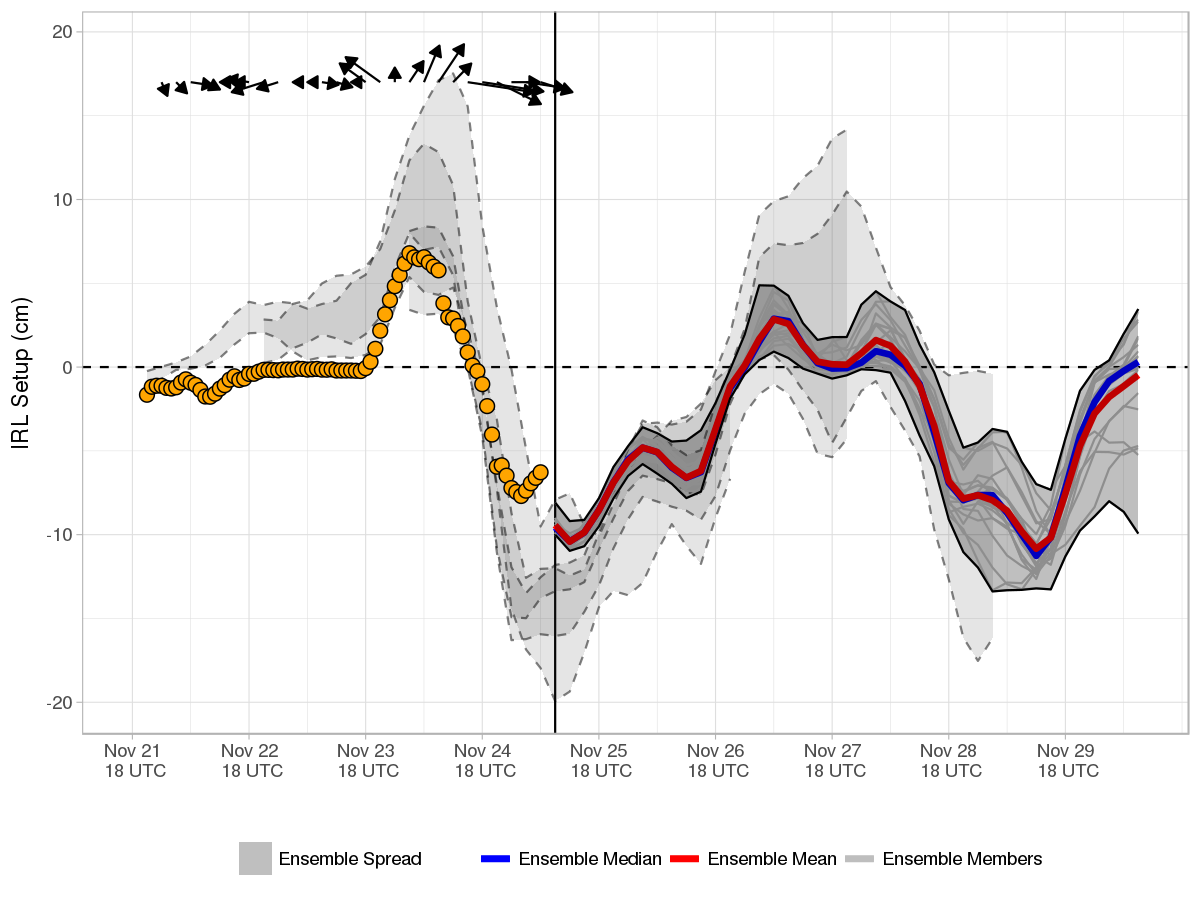 20
10
0
-10
-20
IRL Setup (cm)
Nov 21
18 UTC
Nov 22
18 UTC
Nov 23
18 UTC
Nov 24
18 UTC
Nov 25
18 UTC
Nov 26
18 UTC
Nov 27
18 UTC
Nov 28
18 UTC
Nov 29
18 UTC
Ensemble Spread
Ensemble Median
Ensemble Mean
Ensemble Members